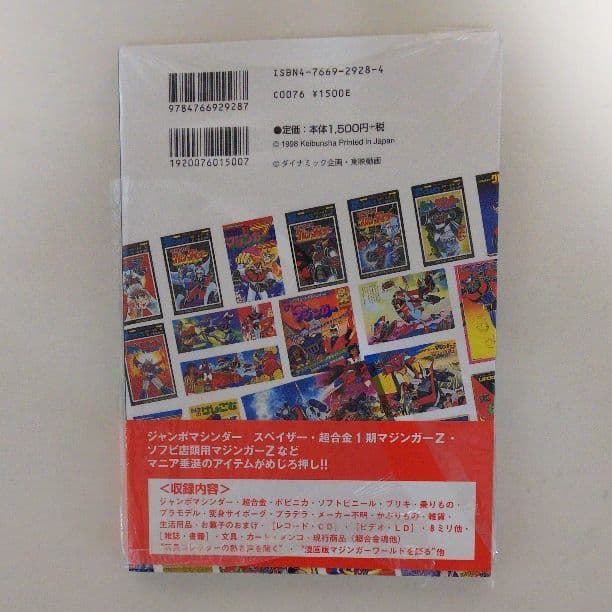 ISBN4-7669-2928-4
9784766929287
C0076 ¥1500E
●定価：本体1,500円+税
© 1998 Keibunsha Printed in Japan
1920076015007
©ダイナミック企画・東映動画
ジャンボマシンダー スペイザー・超合金1期マジンガーZ・
ソフビ店頭用マジンガーZなど
マニア垂涎のアイテムがめじろ押し!!
＜収録内容＞
ジャンボマシンダー・超合金・ポピニカ・ソフトビニール・ブリキ・乗りもの・
プラモデル・変身サイボーグ・プラデラ・メーカー不明・かぶりもの・雑貨・
生活用品・お菓子のおまけ・[レコード・CD]・[ビデオ・LD]・8ミリ他・
[雑誌・書籍]・文具・カード・メンコ・現行商品(超合金魂他)
"玩具コレクターの熱き声を聞く"・"漫画版マジンガーワールドを語る"他